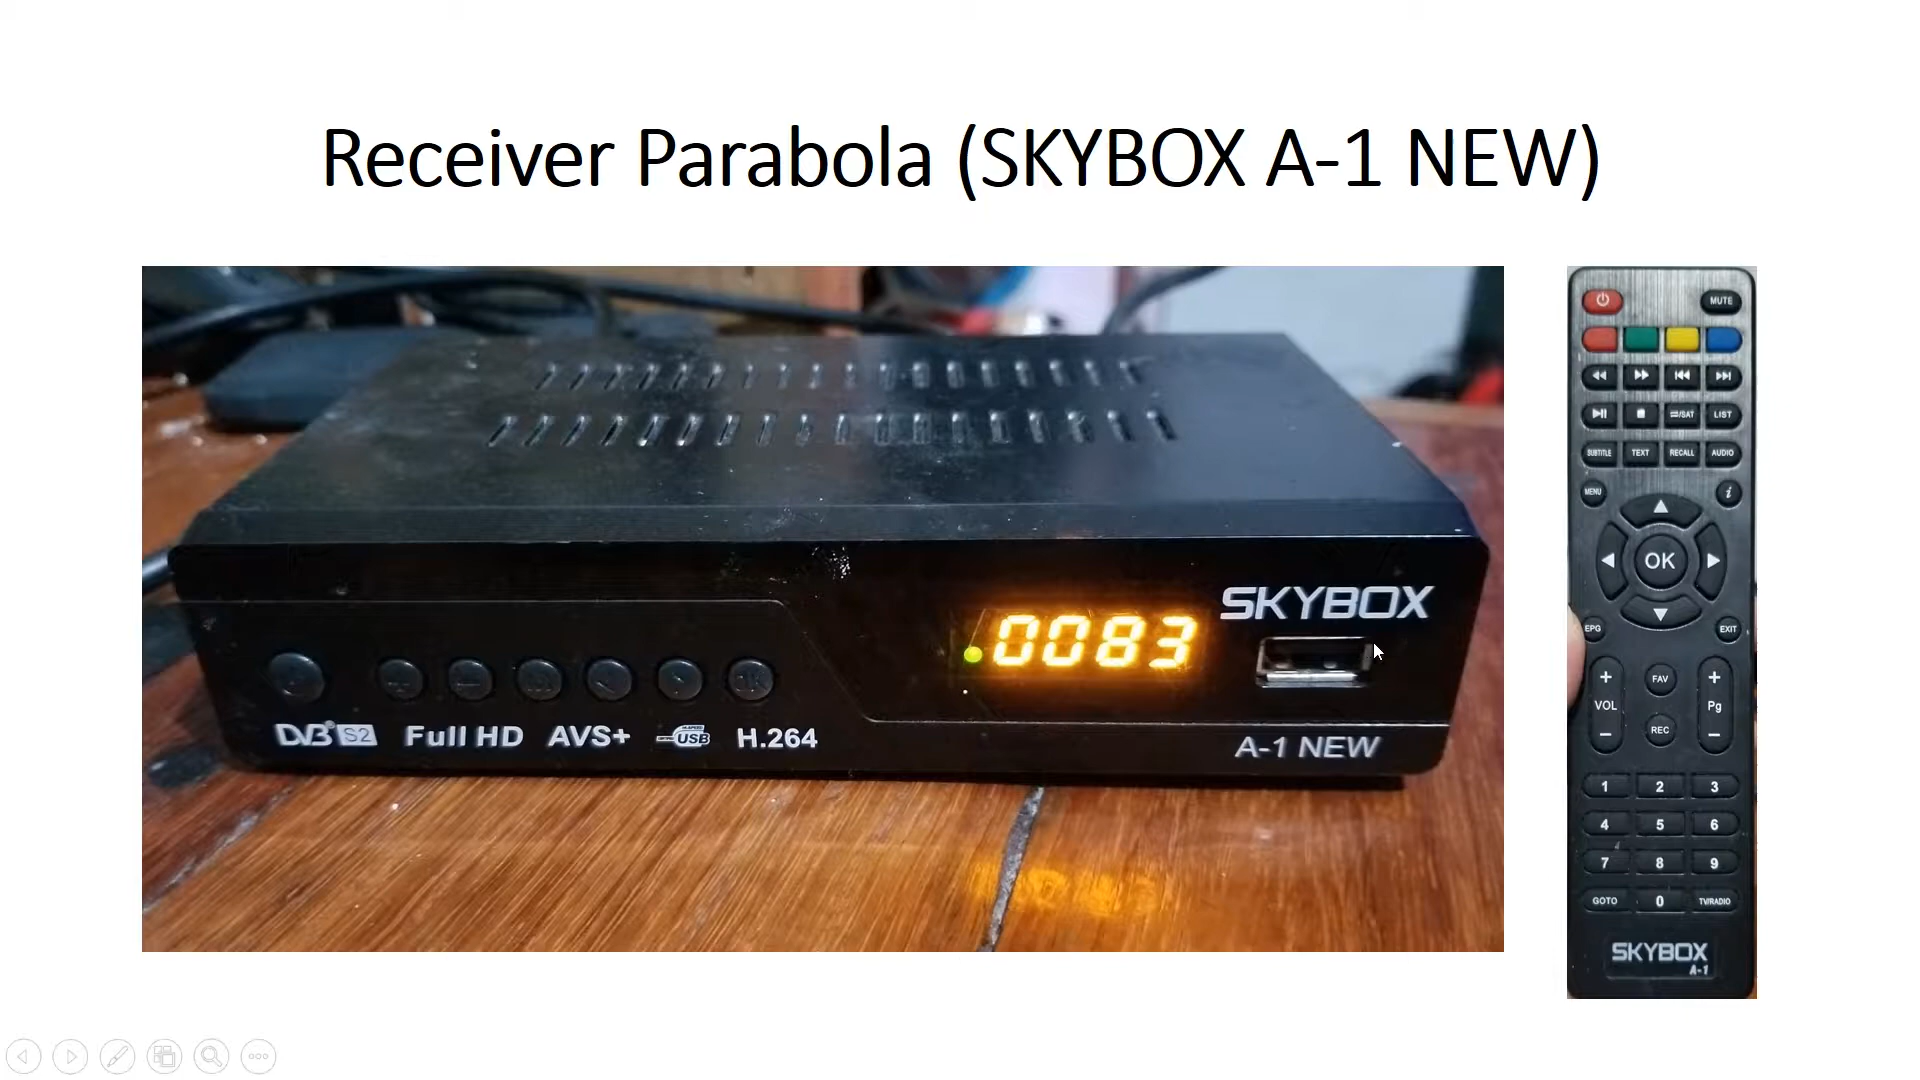 Receiver Parabola (SKYBOX A-1 NEW)
SKYBOX
0083
DVB S2 Full HD AVS+ USB H.264
A-1 NEW
MUTE
/SAT LIST
SUBTITLE TEXT RECALL AUDIO
MENU i
OK
EPG EXIT
+ FAV +
VOL Pg
- REC -
1 2 3
4 5 6
7 8 9
GOTO 0 TV/RADIO
SKYBOX
A-1